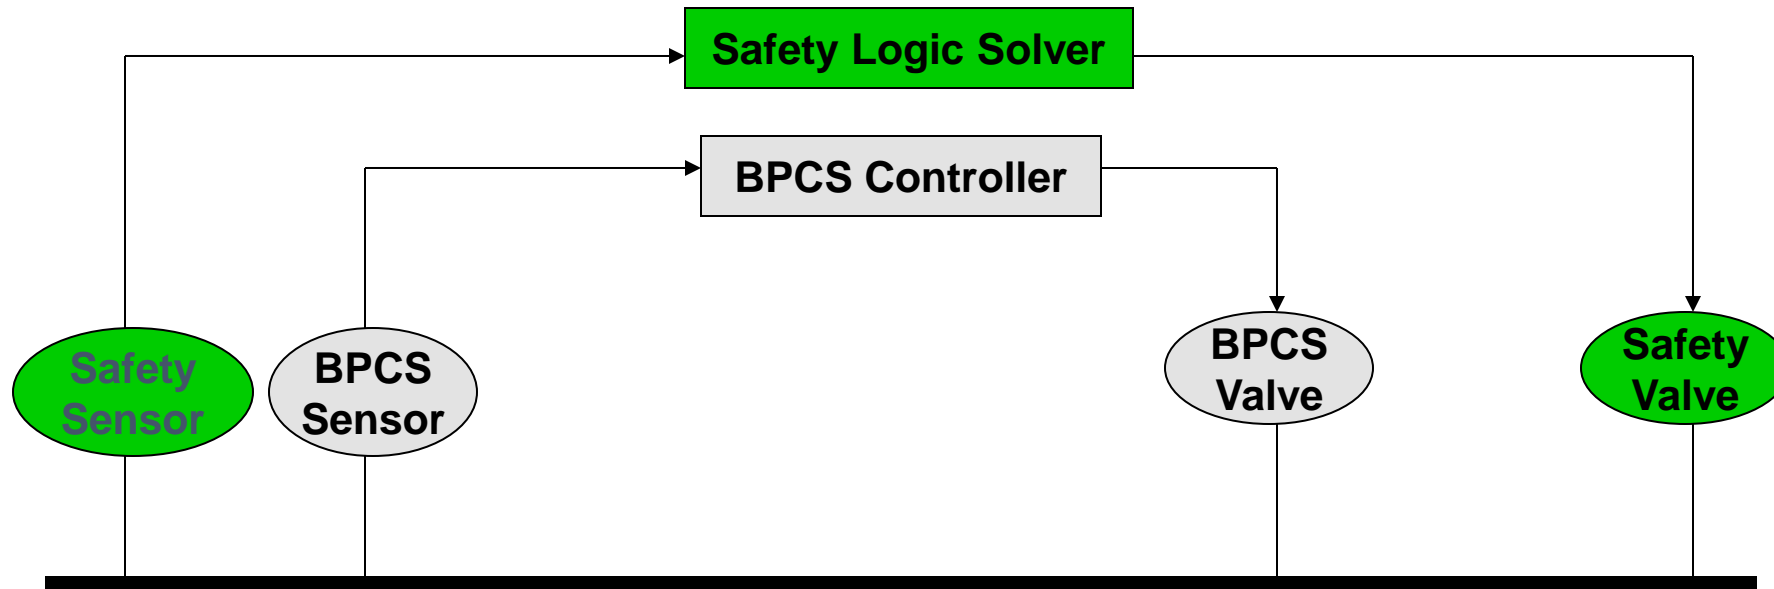 Safety Logic Solver
BPCS Controller
Safety
Sensor
BPCS
Sensor
BPCS
Valve
Safety
Valve